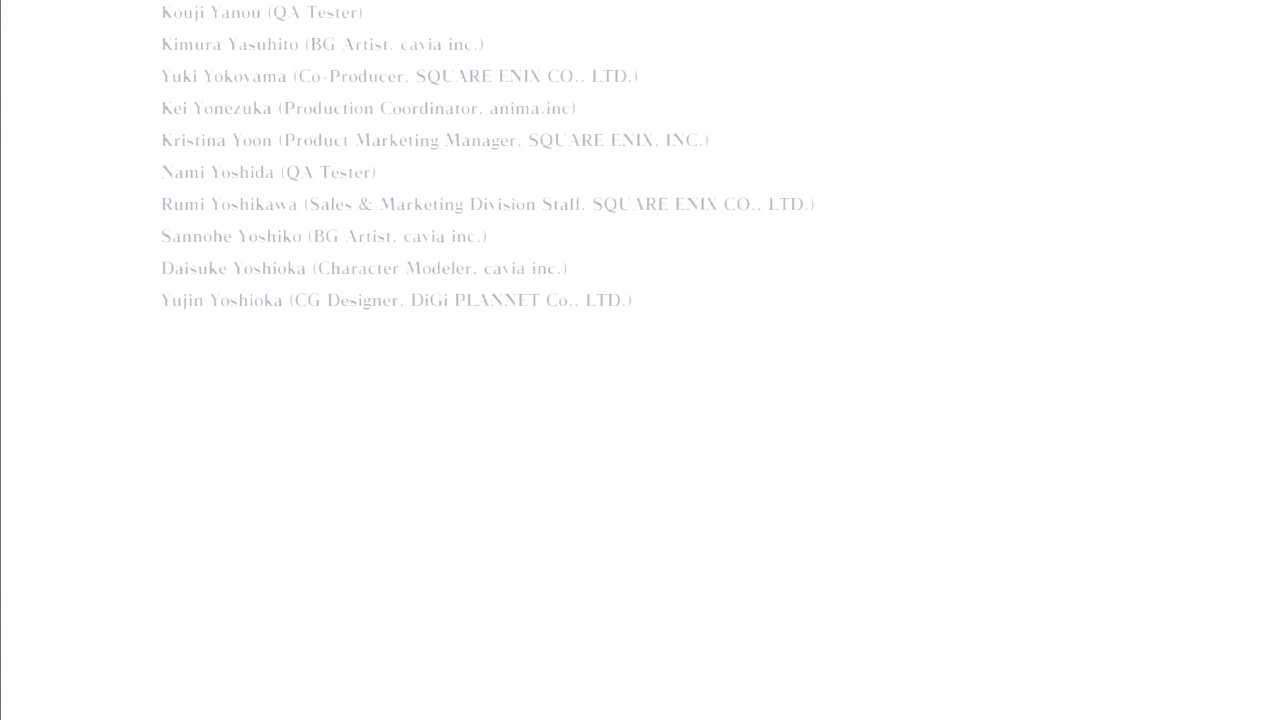 Kouji Yanou (QA Tester)
Kimura Yasuhito (BG Artist, cavia inc.)
Yuki Yokoyama (Co-Producer, SQUARE ENIX CO., LTD.)
Kei Yonezuka (Production Coordinator, anima.inc)
Kristina Yoon (Product Marketing Manager, SQUARE ENIX, INC.)
Nami Yoshida (QA Tester)
Rumi Yoshikawa (Sales & Marketing Division Staff, SQUARE ENIX CO., LTD.)
Sannohe Yoshiko (BG Artist, cavia inc.)
Daisuke Yoshioka (Character Modeler, cavia inc.)
Yujin Yoshioka (CG Designer, DiGi PLANNET Co., LTD.)